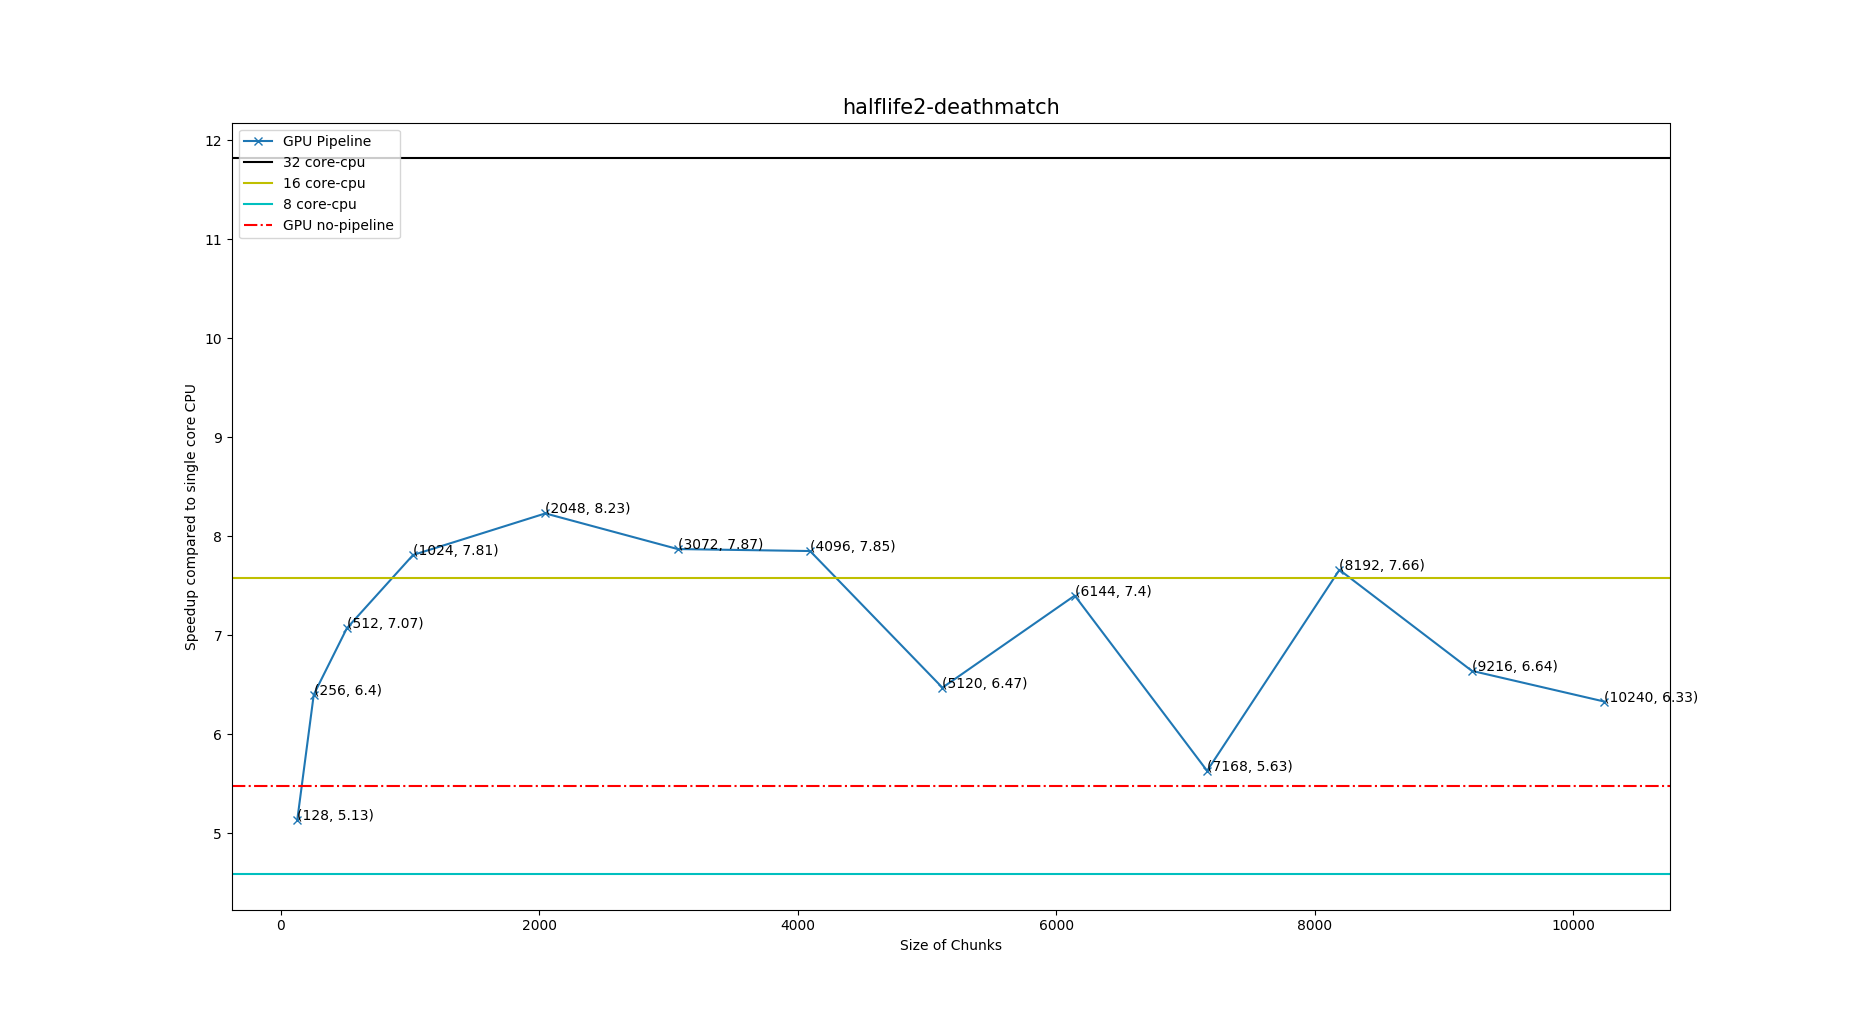 halflife2-deathmatch
GPU Pipeline
32 core-cpu
16 core-cpu
8 core-cpu
GPU no-pipeline
Speedup compared to single core CPU
12
11
10
9
8
7
6
5
(128, 5.13)
(256, 6.4)
(512, 7.07)
(1024, 7.81)
(2048, 8.23)
(3072, 7.87)
(4096, 7.85)
(5120, 6.47)
(6144, 7.4)
(7168, 5.63)
(8192, 7.66)
(9216, 6.64)
(10240, 6.33)
0 2000 4000 6000 8000 10000
Size of Chunks